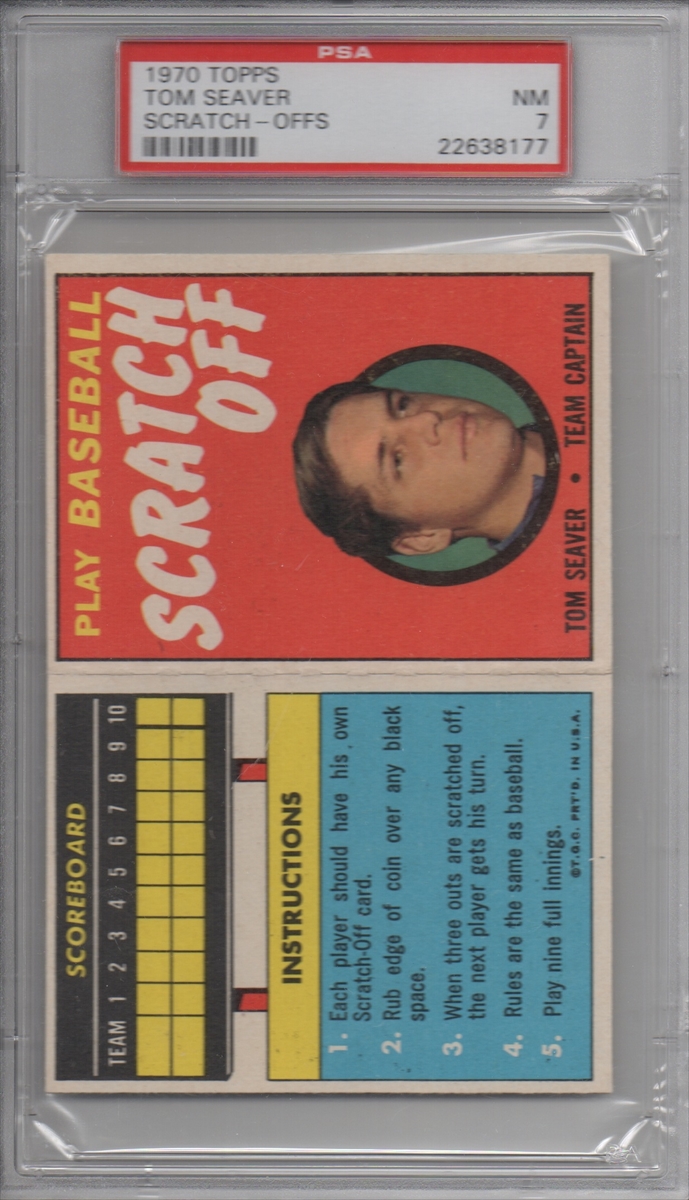 PSA
1970 TOPPS
TOM SEAVER NM
SCRATCH-OFFS 7
22638177
PLAY BASEBALL
SCRATCH
OFF
TOM SEAVER • TEAM CAPTAIN
SCOREBOARD
TEAM 1 2 3 4 5 6 7 8 9 10
INSTRUCTIONS
1. Each player should have his own
Scratch-Off card.
2. Rub edge of coin over any black
space.
3. When three outs are scratched off,
the next player gets his turn.
4. Rules are the same as baseball.
5. Play nine full innings.
©T.C.G. PRT'D. IN U.S.A.